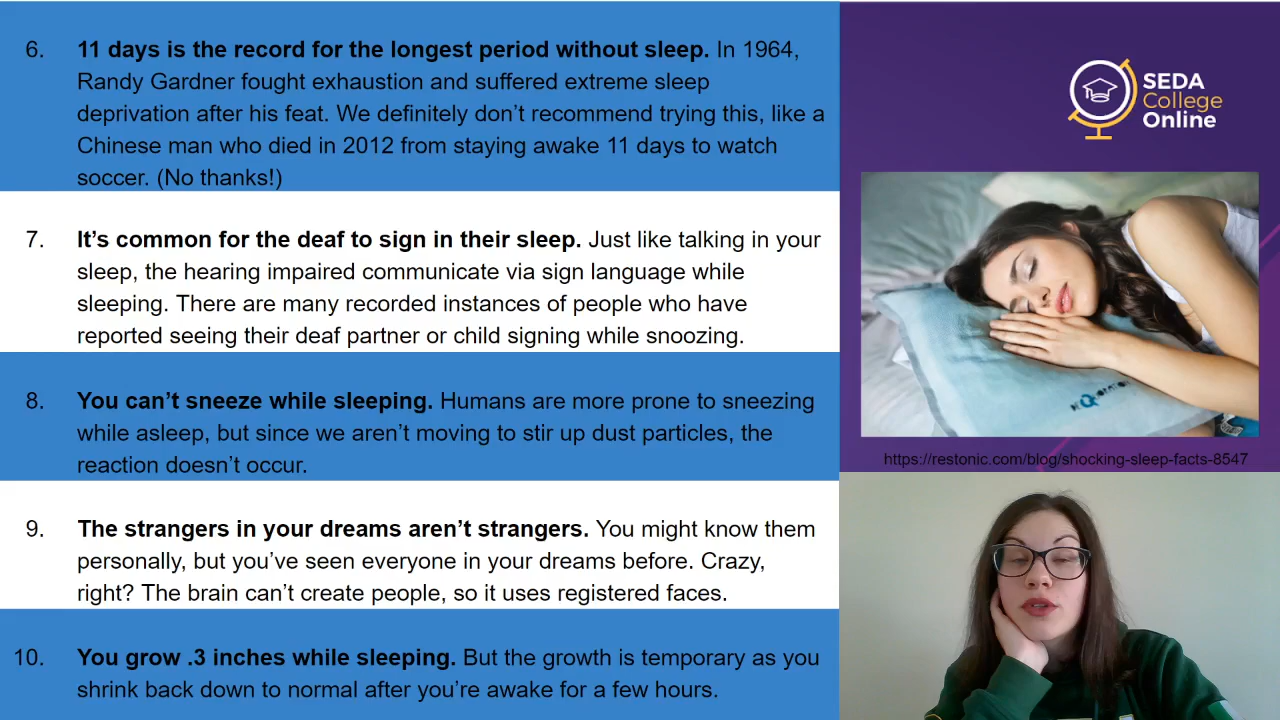 6. 11 days is the record for the longest period without sleep. In 1964,
Randy Gardner fought exhaustion and suffered extreme sleep
deprivation after his feat. We definitely don’t recommend trying this, like a
Chinese man who died in 2012 from staying awake 11 days to watch
soccer. (No thanks!)
7. It’s common for the deaf to sign in their sleep. Just like talking in your
sleep, the hearing impaired communicate via sign language while
sleeping. There are many recorded instances of people who have
reported seeing their deaf partner or child signing while snoozing.
8. You can’t sneeze while sleeping. Humans are more prone to sneezing
while asleep, but since we aren’t moving to stir up dust particles, the
reaction doesn’t occur.
9. The strangers in your dreams aren’t strangers. You might know them
personally, but you’ve seen everyone in your dreams before. Crazy,
right? The brain can’t create people, so it uses registered faces.
10. You grow .3 inches while sleeping. But the growth is temporary as you
shrink back down to normal after you’re awake for a few hours.
SEDA
College
Online
https://restonic.com/blog/shocking-sleep-facts-8547